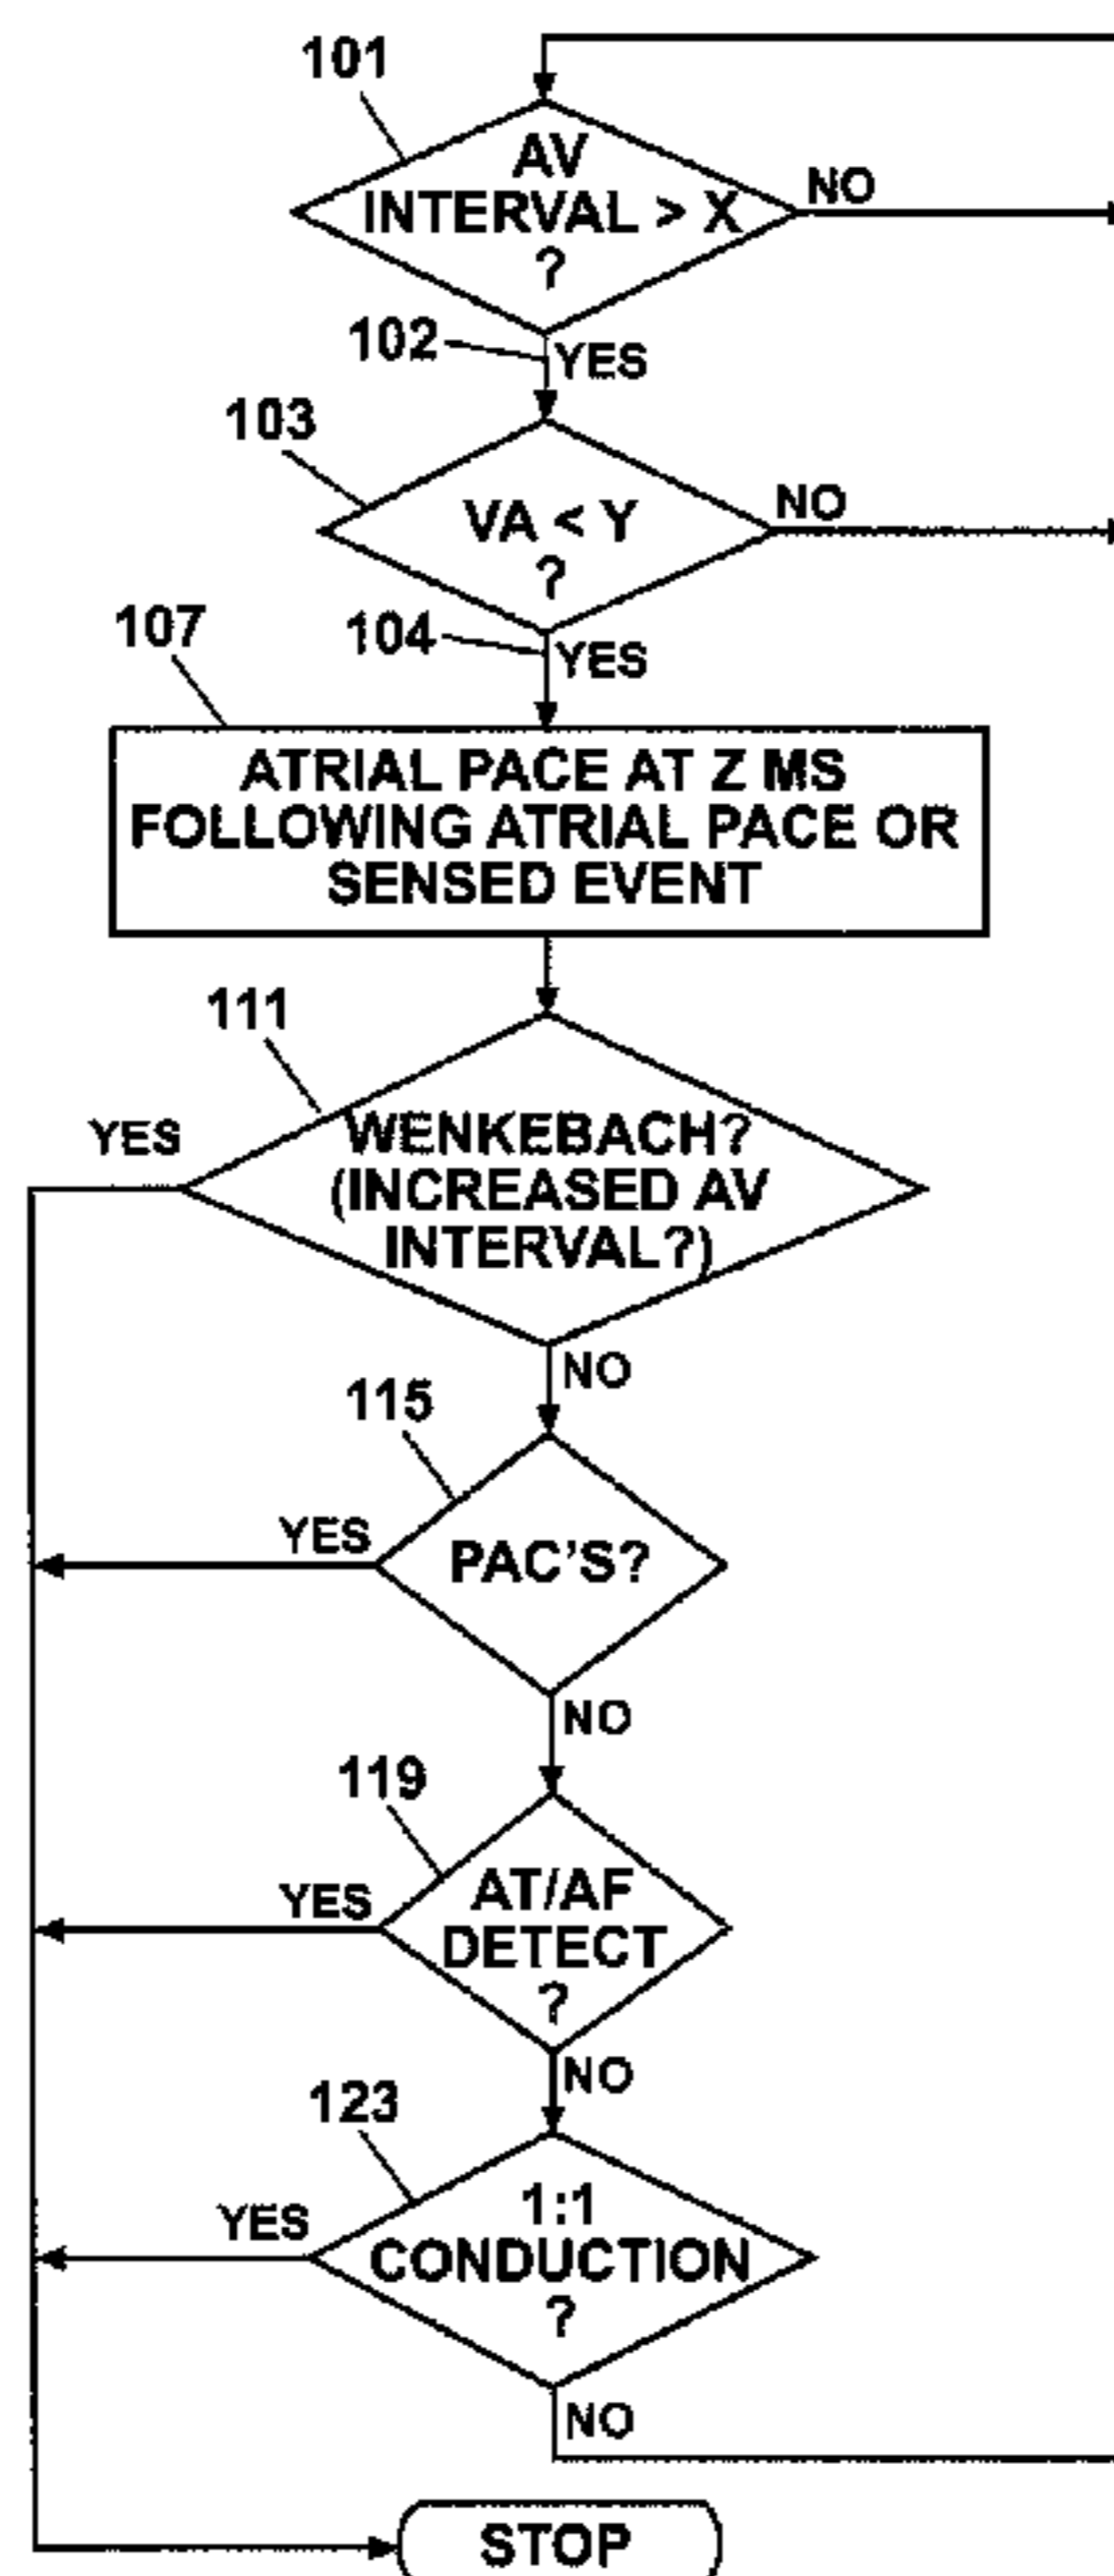 101
AV
INTERVAL > X
?
NO
102
YES
103
VA < Y
?
NO
104
YES
107
ATRIAL PACE AT Z MS
FOLLOWING ATRIAL PACE OR
SENSED EVENT
111
YES
WENKEBACH?
(INCREASED AV
INTERVAL?)
NO
115
YES
PAC'S?
NO
119
YES
AT/AF
DETECT
?
NO
123
YES
1:1
CONDUCTION
?
NO
STOP